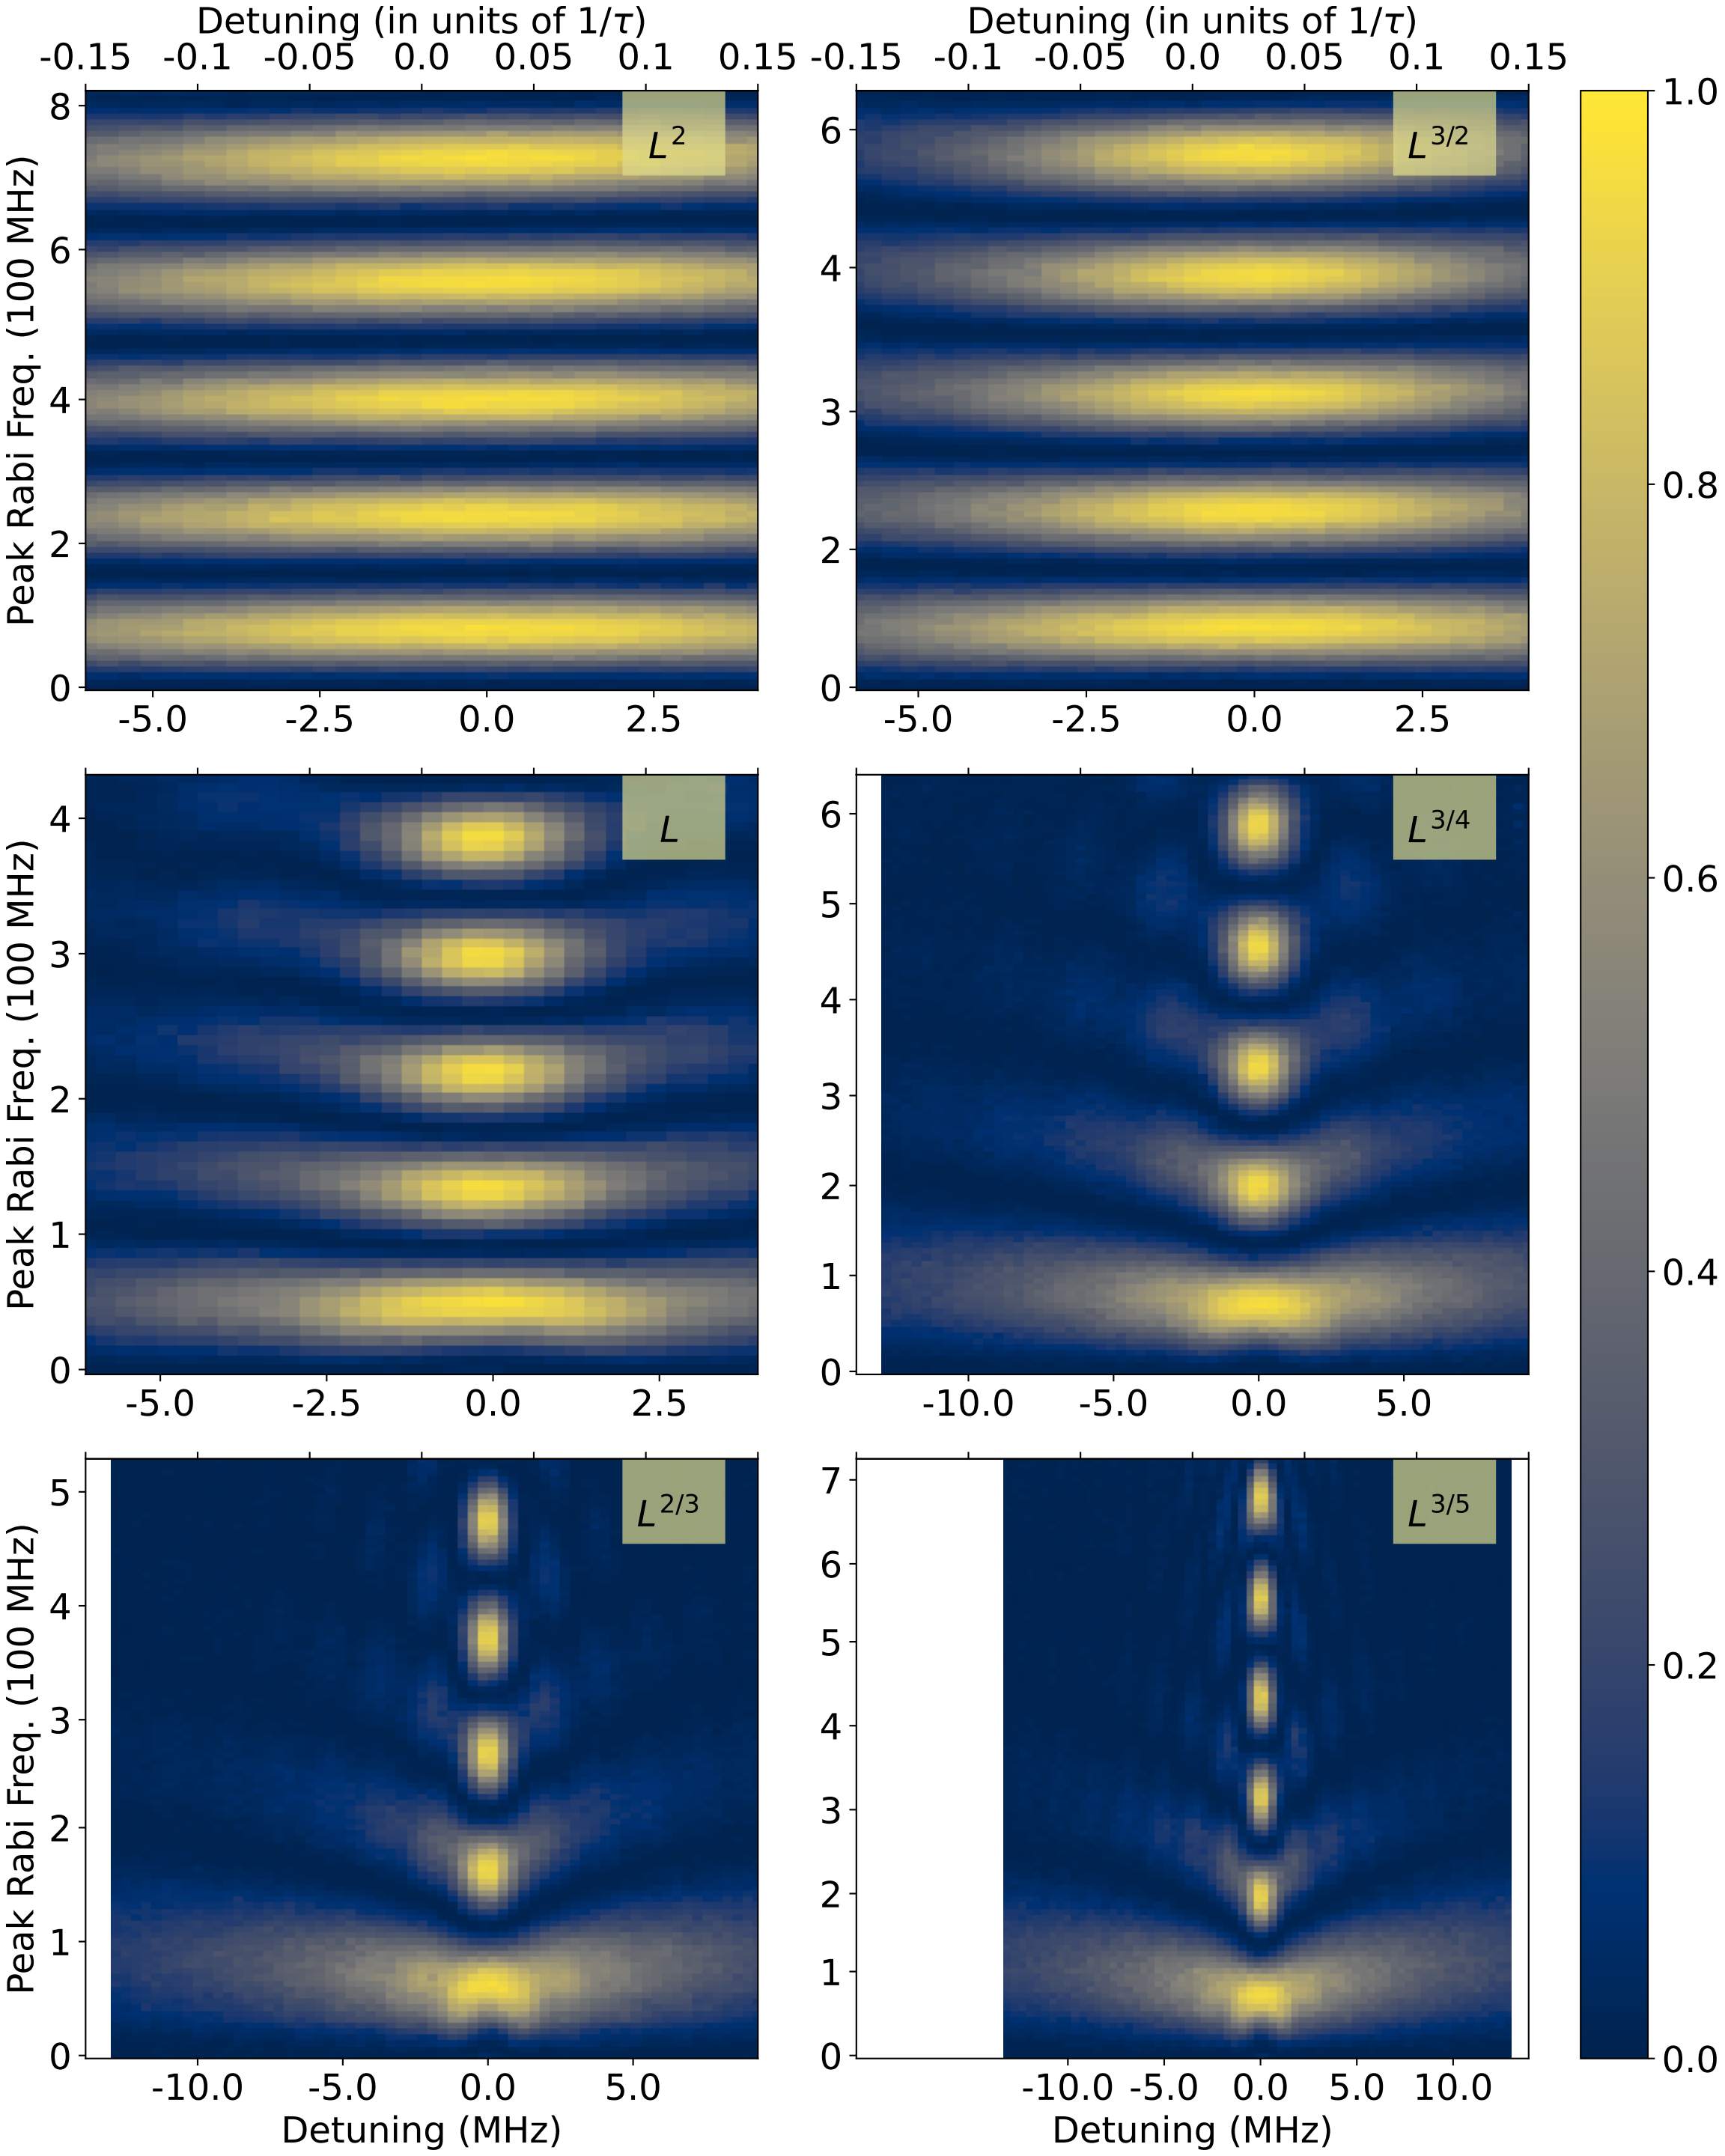 Detuning (in units of 1/τ) Detuning (in units of 1/τ)
-0.15 -0.1 -0.05 0.0 0.05 0.1 0.15 -0.15 -0.1 -0.05 0.0 0.05 0.1 0.15
Peak Rabi Freq. (100 MHz)
8
6
4
2
0
L²
-5.0 -2.5 0.0 2.5
6
4
3
2
0
L^3/2
-5.0 -2.5 0.0 2.5
Peak Rabi Freq. (100 MHz)
4
3
2
1
0
L
-5.0 -2.5 0.0 2.5
6
5
4
3
2
1
0
L^3/4
-10.0 -5.0 0.0 5.0
Peak Rabi Freq. (100 MHz)
5
4
3
2
1
0
L^2/3
-10.0 -5.0 0.0 5.0
Detuning (MHz)
7
6
5
4
3
2
1
0
L^3/5
-10.0 -5.0 0.0 5.0 10.0
Detuning (MHz)
1.0
0.8
0.6
0.4
0.2
0.0